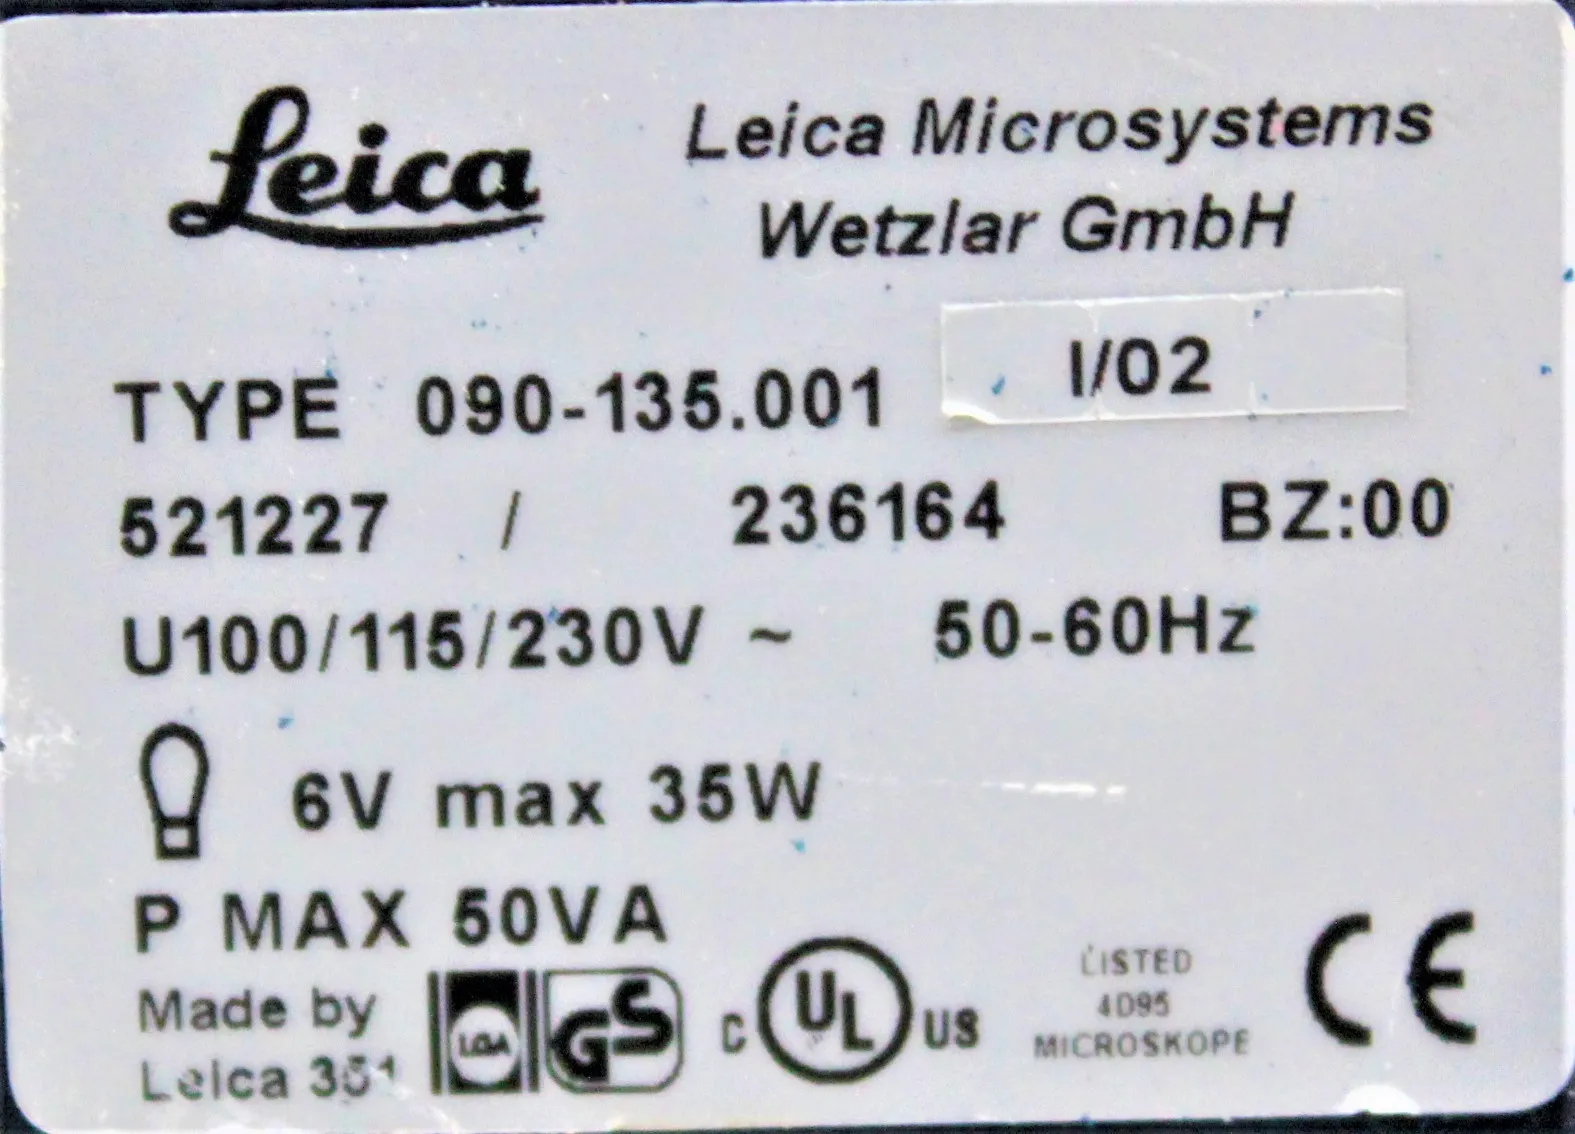 Leica
Leica Microsystems
Wetzlar GmbH
TYPE 090-135.001 I/02
521227 / 236164 BZ:00
U100/115/230V ~ 50-60Hz
6V max 35W
P MAX 50VA
Made by
Leica
LGA GS
C UL US
LISTED
4D95
MICROSKOPE
CE